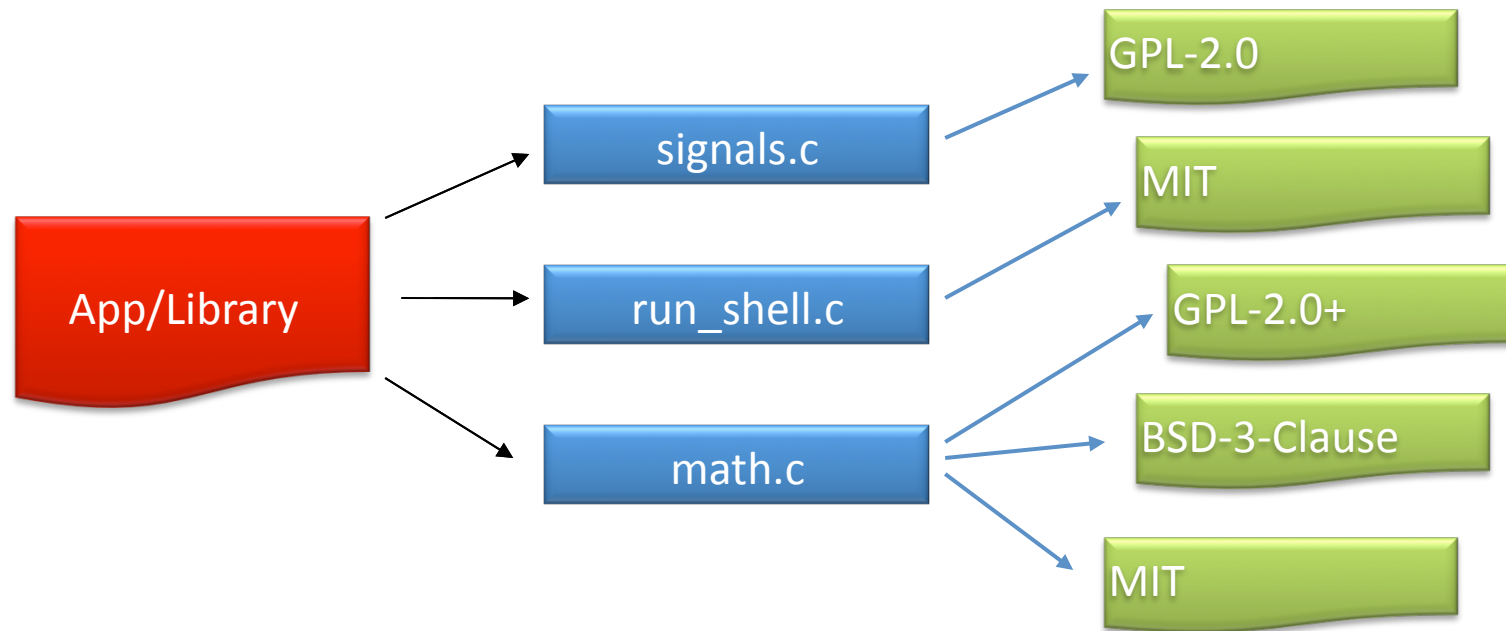 App/Library
signals.c
run_shell.c
math.c
GPL-2.0
MIT
GPL-2.0+
BSD-3-Clause
MIT